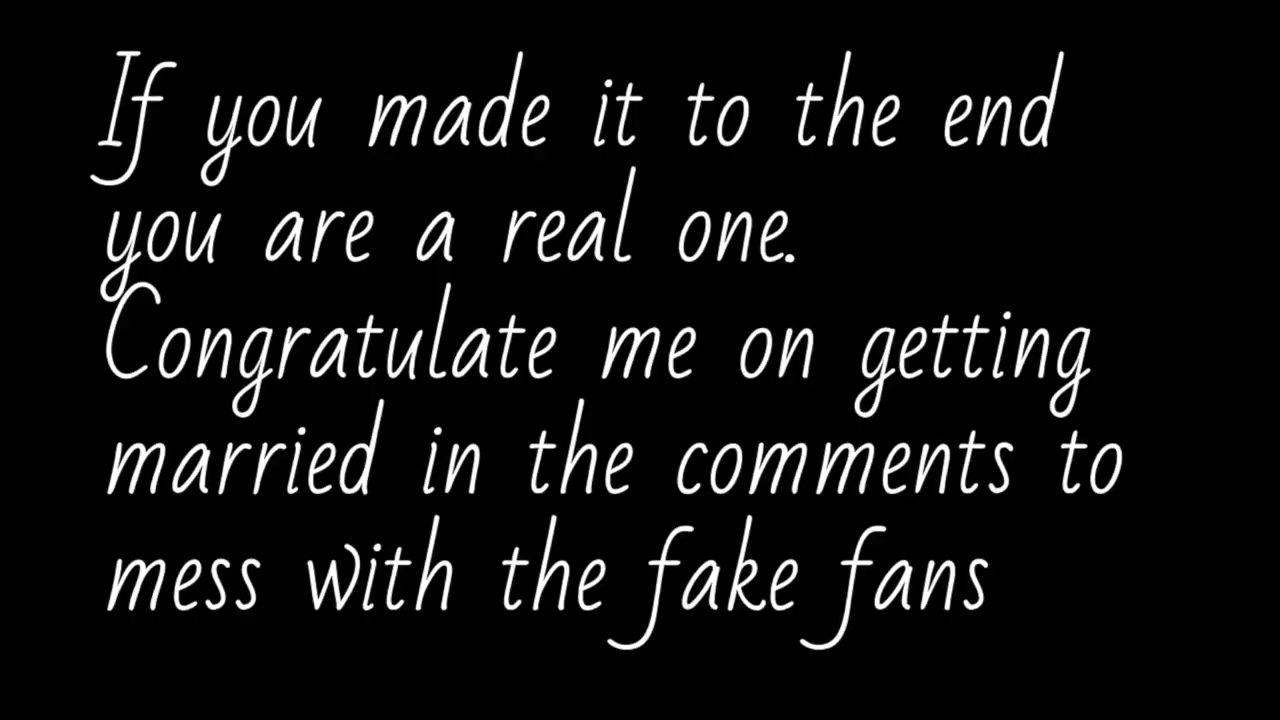 If you made it to the end
you are a real one.
Congratulate me on getting
married in the comments to
mess with the fake fans